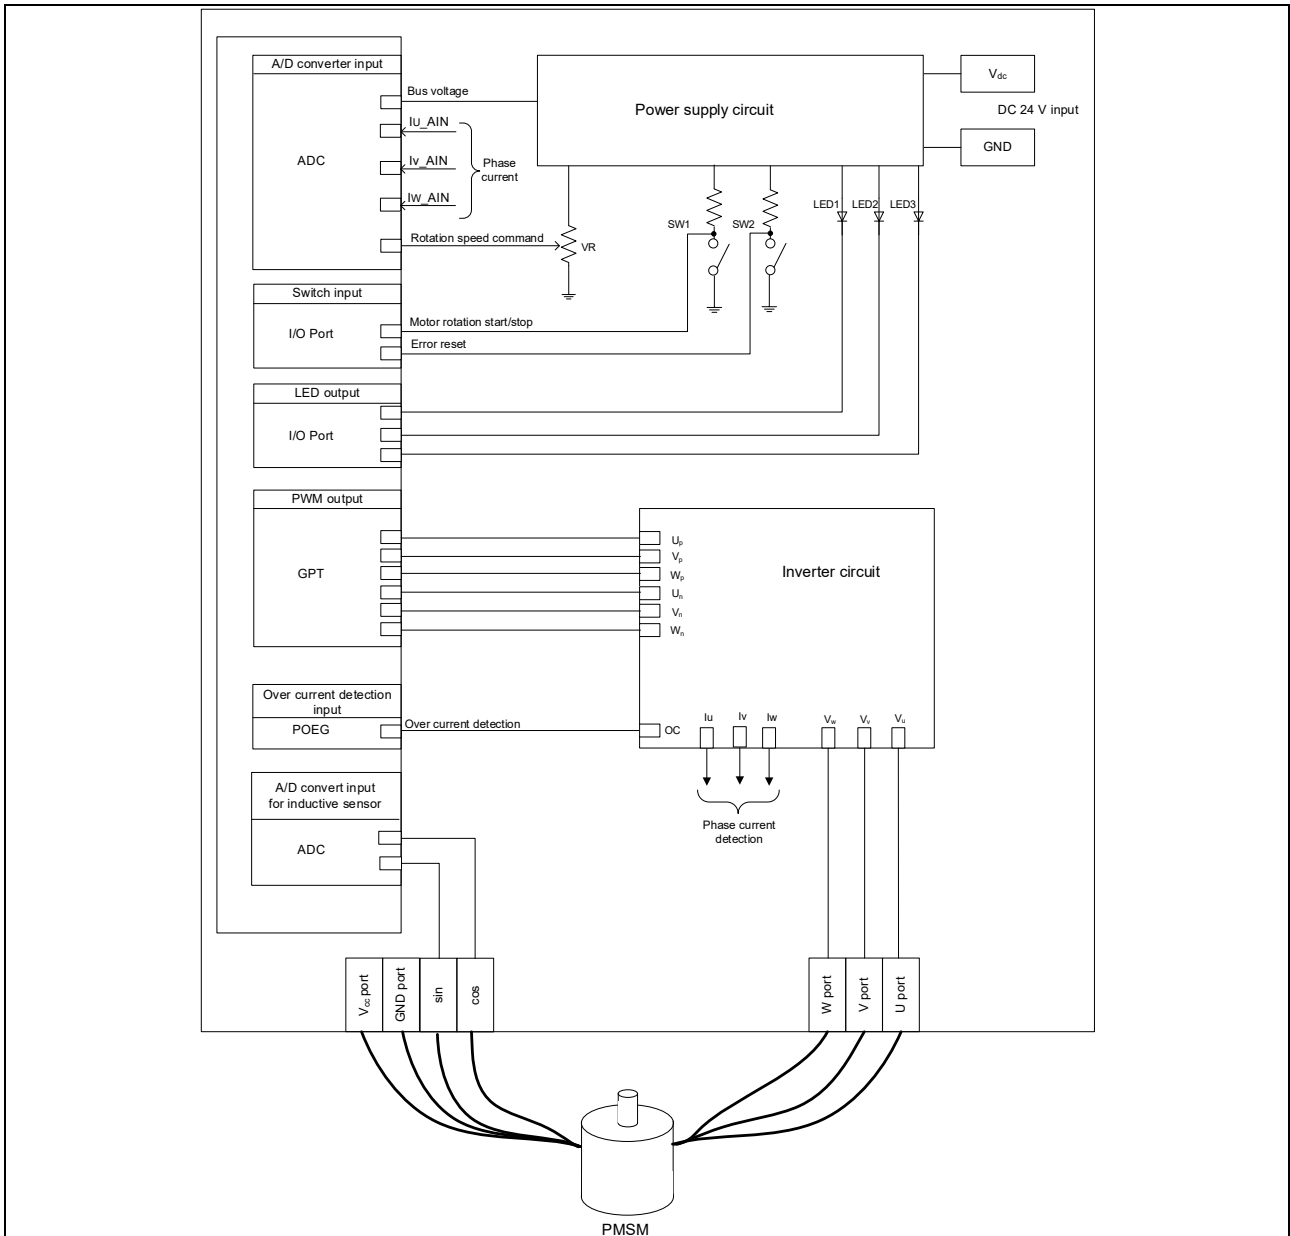 A/D converter input
ADC
Bus voltage
IU_AIN
IV_AIN
IW_AIN
Phase
current
Rotation speed command
Power supply circuit
Vdc
DC 24 V input
GND
VR
SW1
SW2
LED1
LED2
LED3
Switch input
I/O Port
Motor rotation start/stop
Error reset
LED output
I/O Port
PWM output
GPT
Up
Vp
Wp
Un
Vn
Wn
Inverter circuit
Over current detection
input
POEG
Over current detection
OC
Iu
Iv
Iw
Vw
Vv
Vu
Phase current
detection
A/D convert input
for inductive sensor
ADC
Vcc port
GND port
sin
cos
W port
V port
U port
PMSM